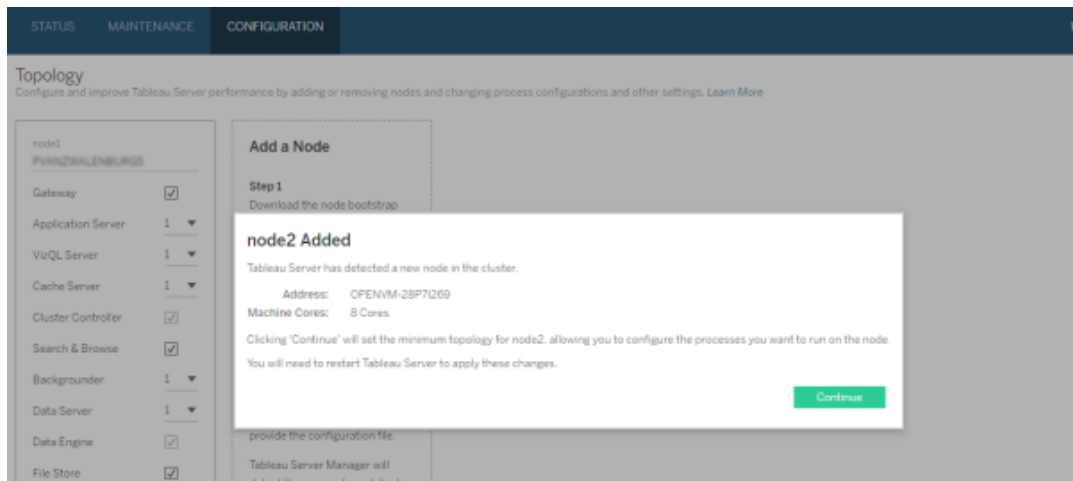 STATUS MAINTENANCE CONFIGURATION
Topology
Configure and improve Tableau Server performance by adding or removing nodes and changing process configurations and other settings. Learn More
node1
Gateway
Application Server 1
VizQL Server 1
Cache Server 1
Cluster Controller
Search & Browse
Backgrounder 1
Data Server 1
Data Engine
File Store
Add a Node
Step 1
Download the node bootstrap
node2 Added
Tableau Server has detected a new node in the cluster.
Address: OPENVM-28P7I269
Machine Cores: 8 Cores
Clicking 'Continue' will set the minimum topology for node2, allowing you to configure the processes you want to run on the node.
You will need to restart Tableau Server to apply these changes.
Continue
provide the configuration file.
Tableau Server Manager will